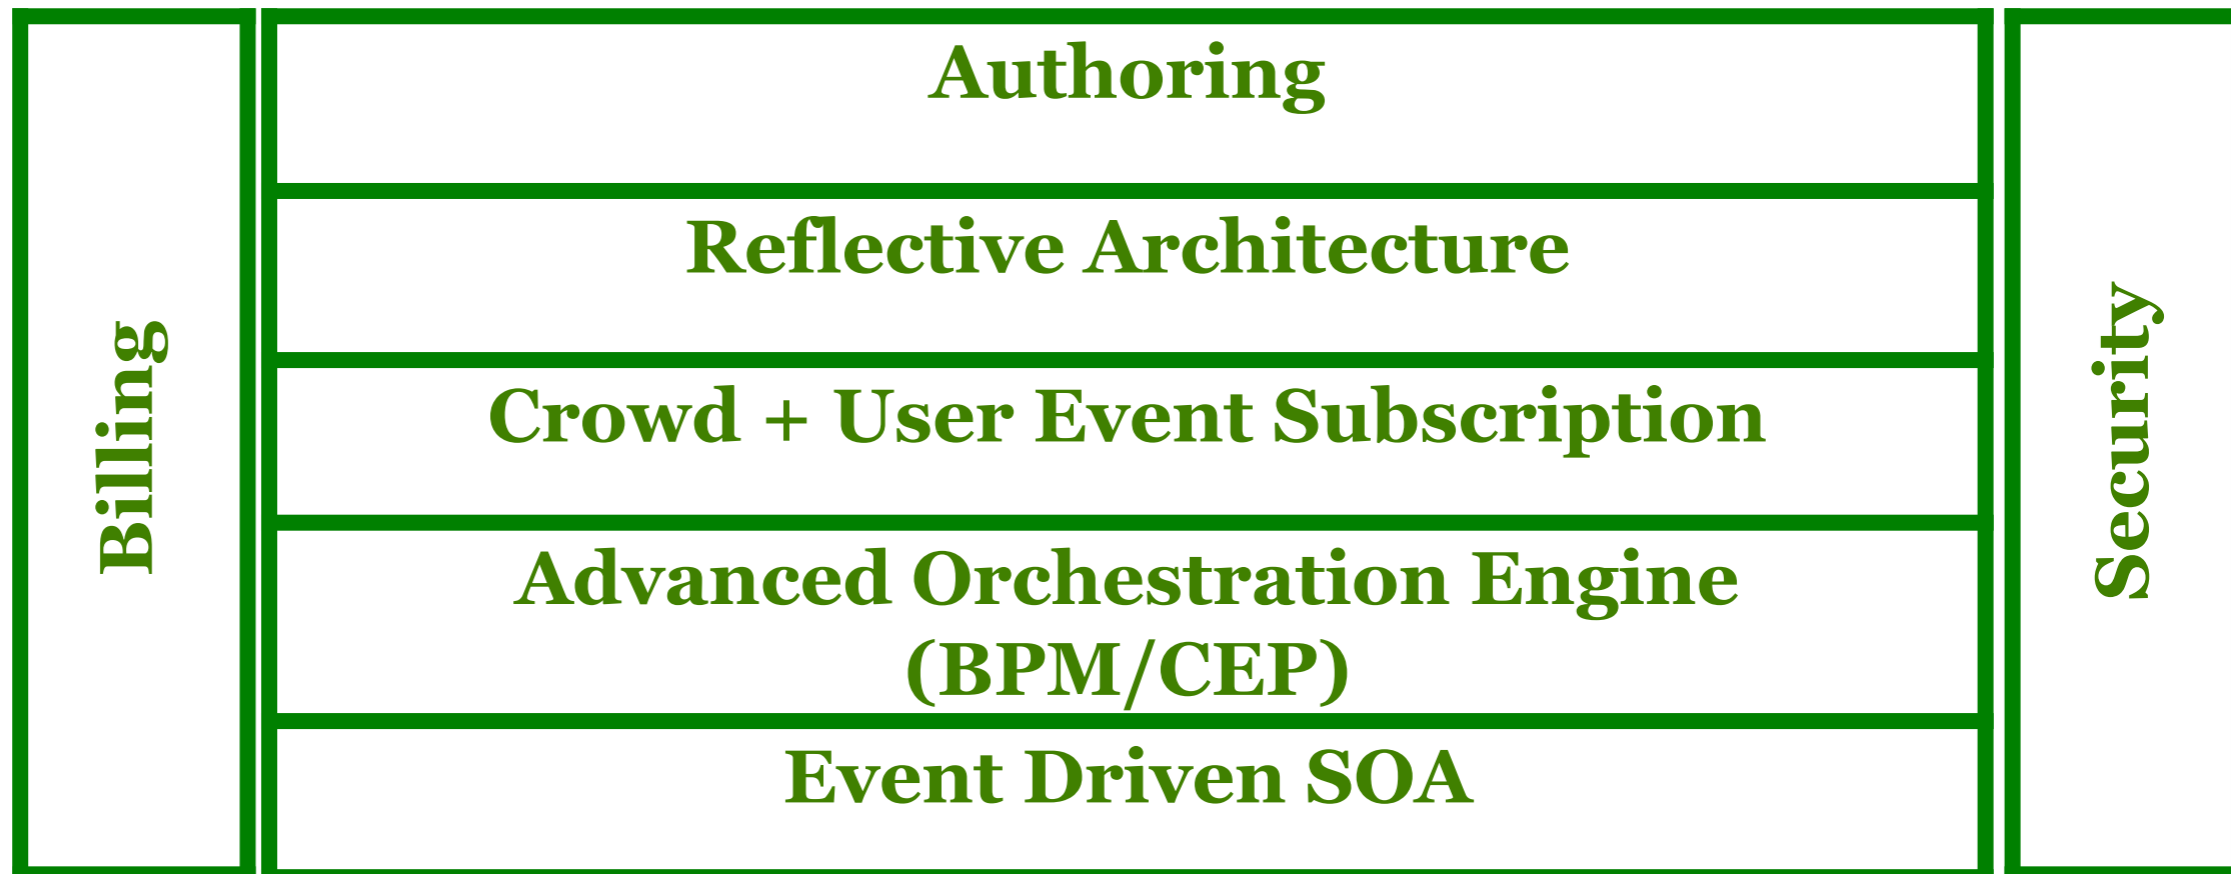 Billing
Authoring
Reflective Architecture
Crowd + User Event Subscription
Advanced Orchestration Engine
(BPM/CEP)
Event Driven SOA
Security